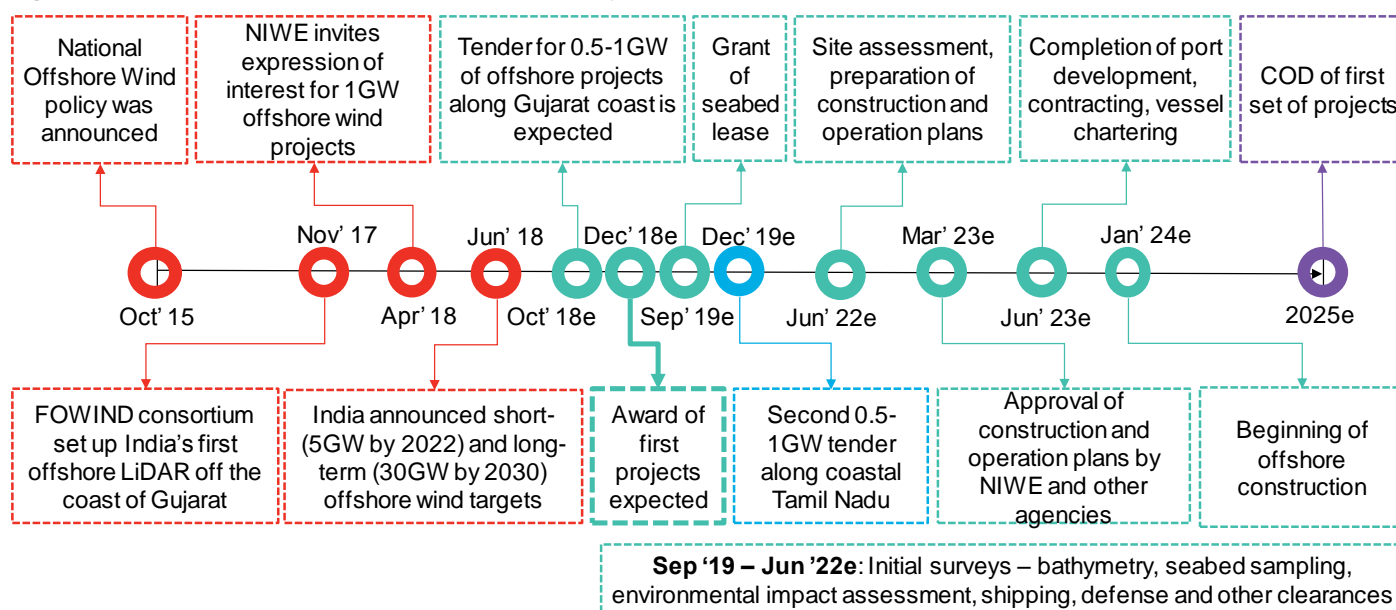 National
Offshore Wind
policy was
announced
NIWE invites
expression of
interest for 1GW
offshore wind
projects
Tender for 0.5-1GW
of offshore projects
along Gujarat coast is
expected
Grant
of
seabed
lease
Site assessment,
preparation of
construction and
operation plans
Completion of port
development,
contracting, vessel
chartering
COD of first
set of projects
Nov’ 17
Jun’ 18
Dec’ 18e
Dec’ 19e
Mar’ 23e
Jan’ 24e
Oct’ 15
Apr’ 18
Oct’ 18e
Sep’ 19e
Jun’ 22e
Jun’ 23e
2025e
FOWIND consortium
set up India’s first
offshore LiDAR off the
coast of Gujarat
India announced short-
(5GW by 2022) and long-
term (30GW by 2030)
offshore wind targets
Award of
first
projects
expected
Second 0.5-
1GW tender
along coastal
Tamil Nadu
Approval of
construction and
operation plans by
NIWE and other
agencies
Beginning of
offshore
construction
Sep ‘19 – Jun ’22e: Initial surveys – bathymetry, seabed sampling,
environmental impact assessment, shipping, defense and other clearances